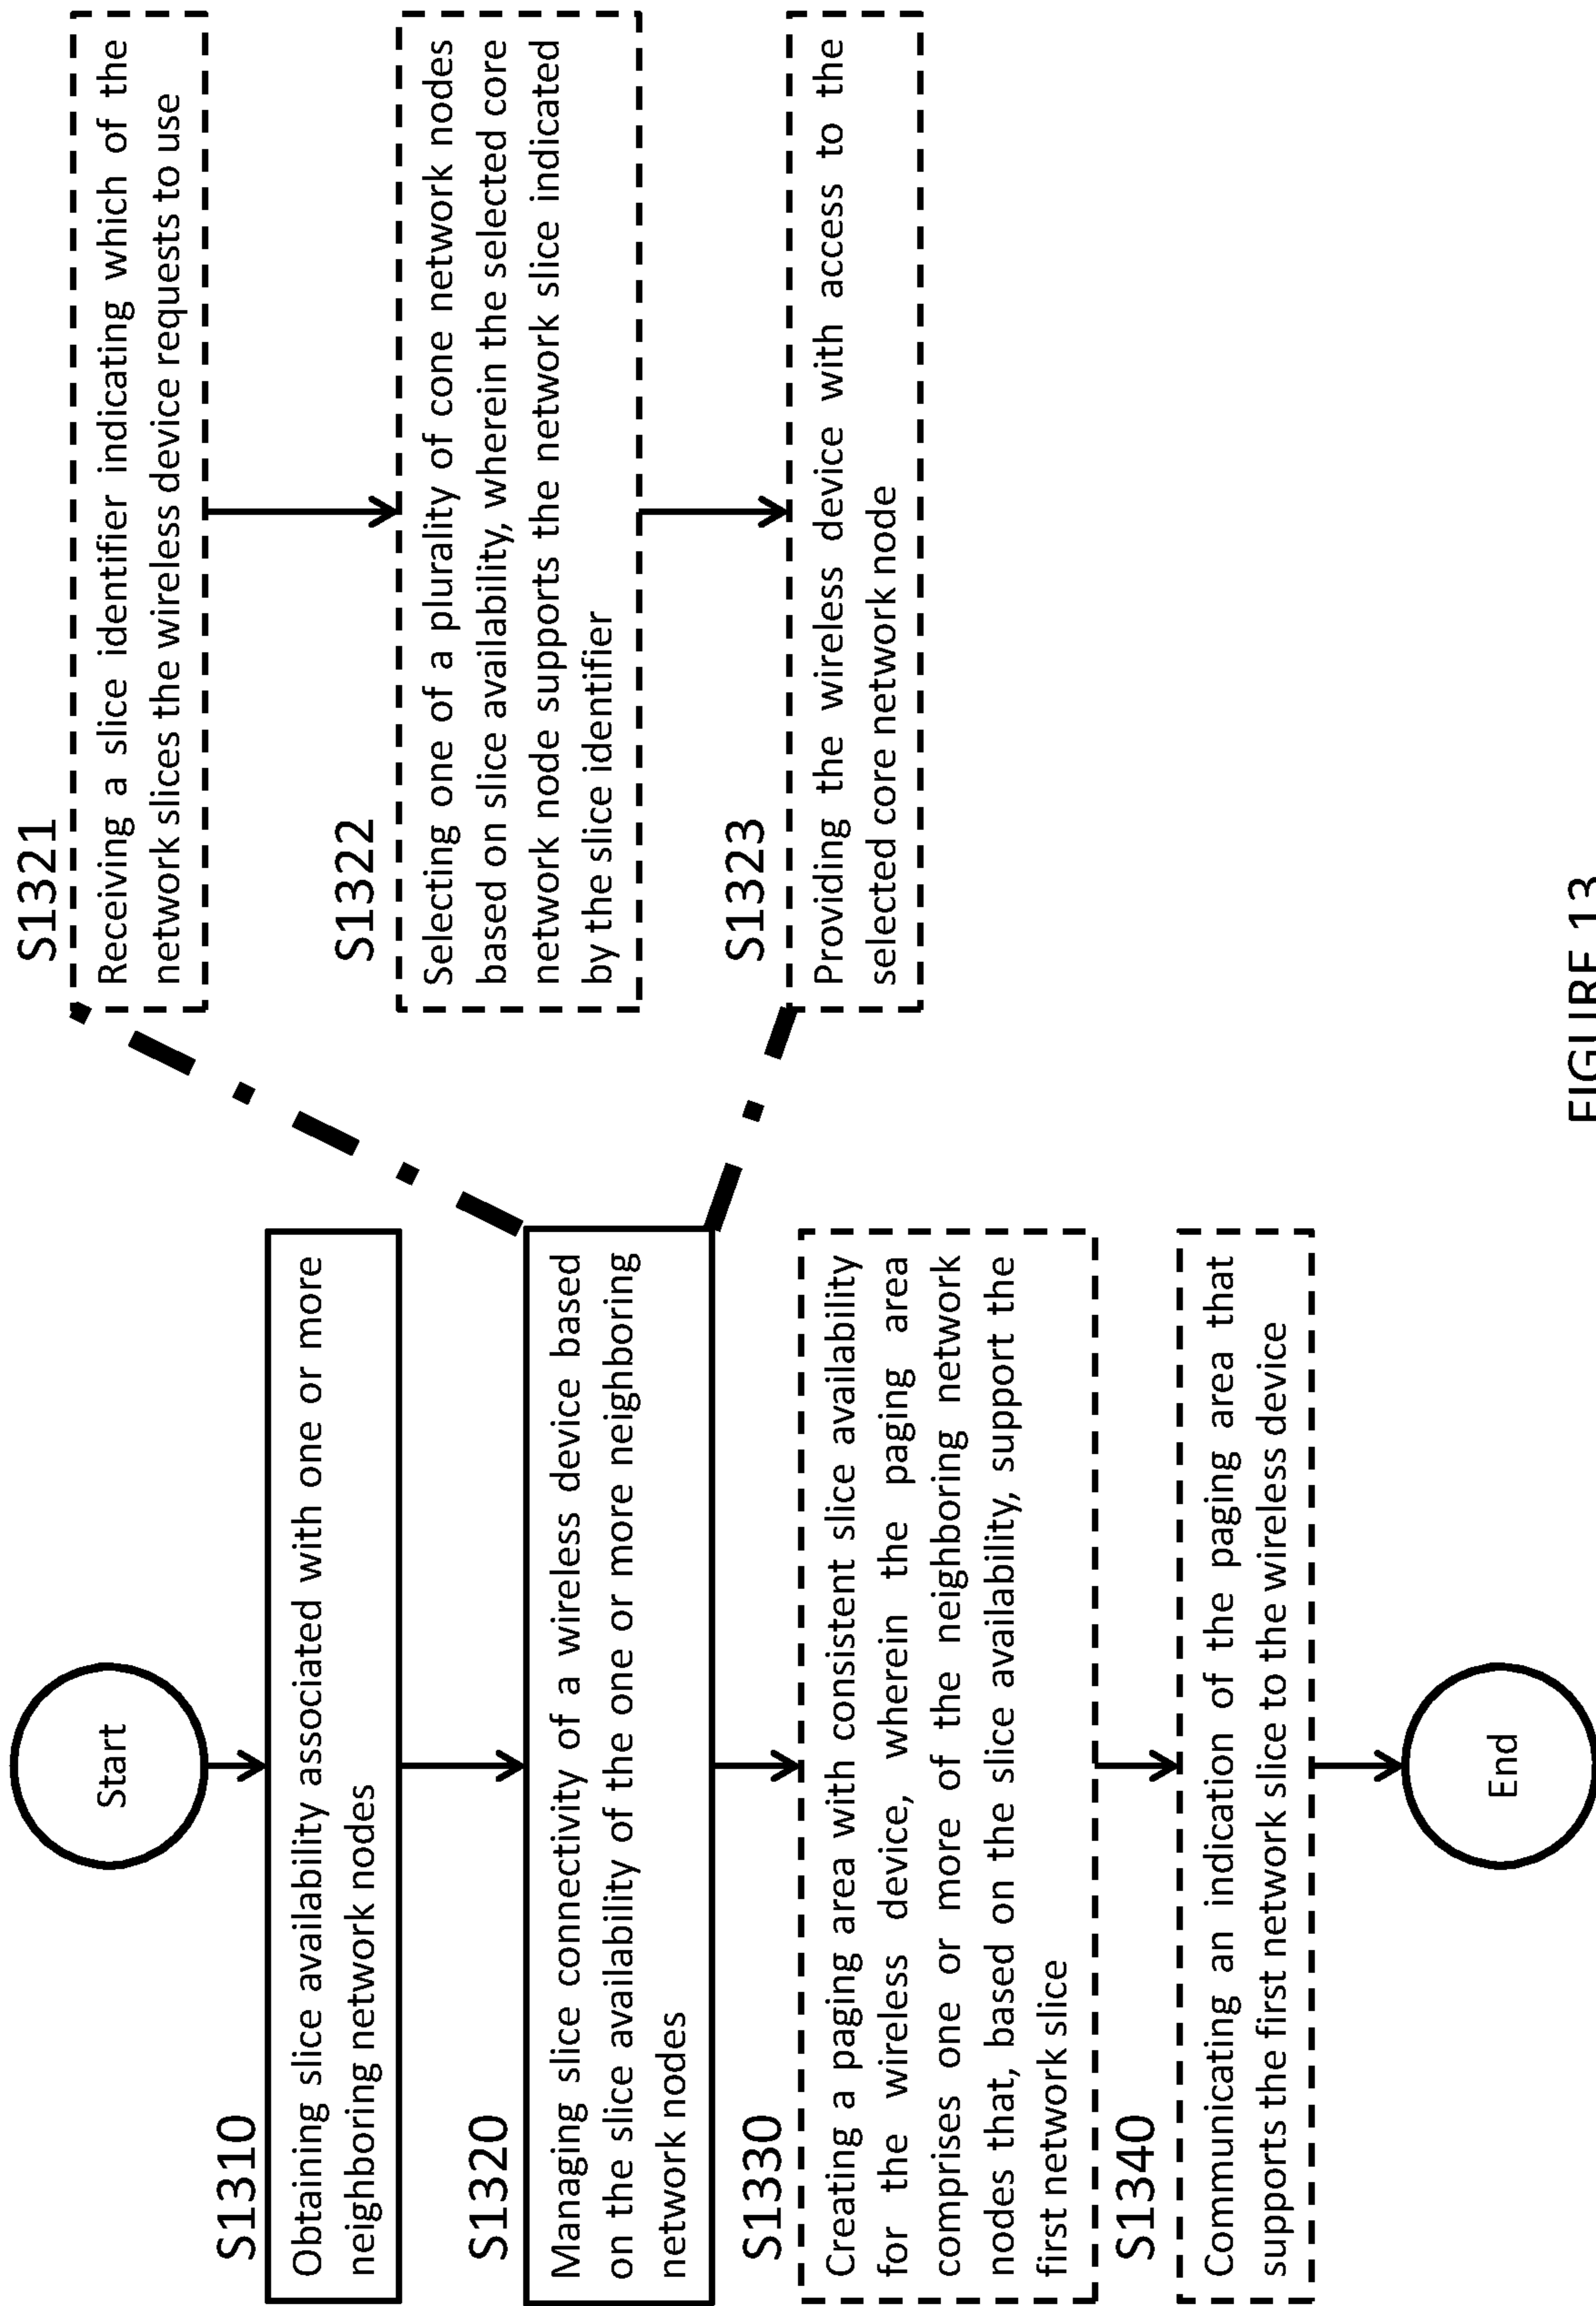 Start
S1310
Obtaining slice availability associated with one or more
neighboring network nodes
S1320
Managing slice connectivity of a wireless device based
on the slice availability of the one or more neighboring
network nodes
S1330
Creating a paging area with consistent slice availability
for the wireless device, wherein the paging area
comprises one or more of the neighboring network
nodes that, based on the slice availability, support the
first network slice
S1340
Communicating an indication of the paging area that
supports the first network slice to the wireless device
End
S1321
Receiving a slice identifier indicating which of the
network slices the wireless device requests to use
S1322
Selecting one of a plurality of cone network nodes
based on slice availability, wherein the selected core
network node supports the network slice indicated
by the slice identifier
S1323
Providing the wireless device with access to the
selected core network node
FIGURE 13